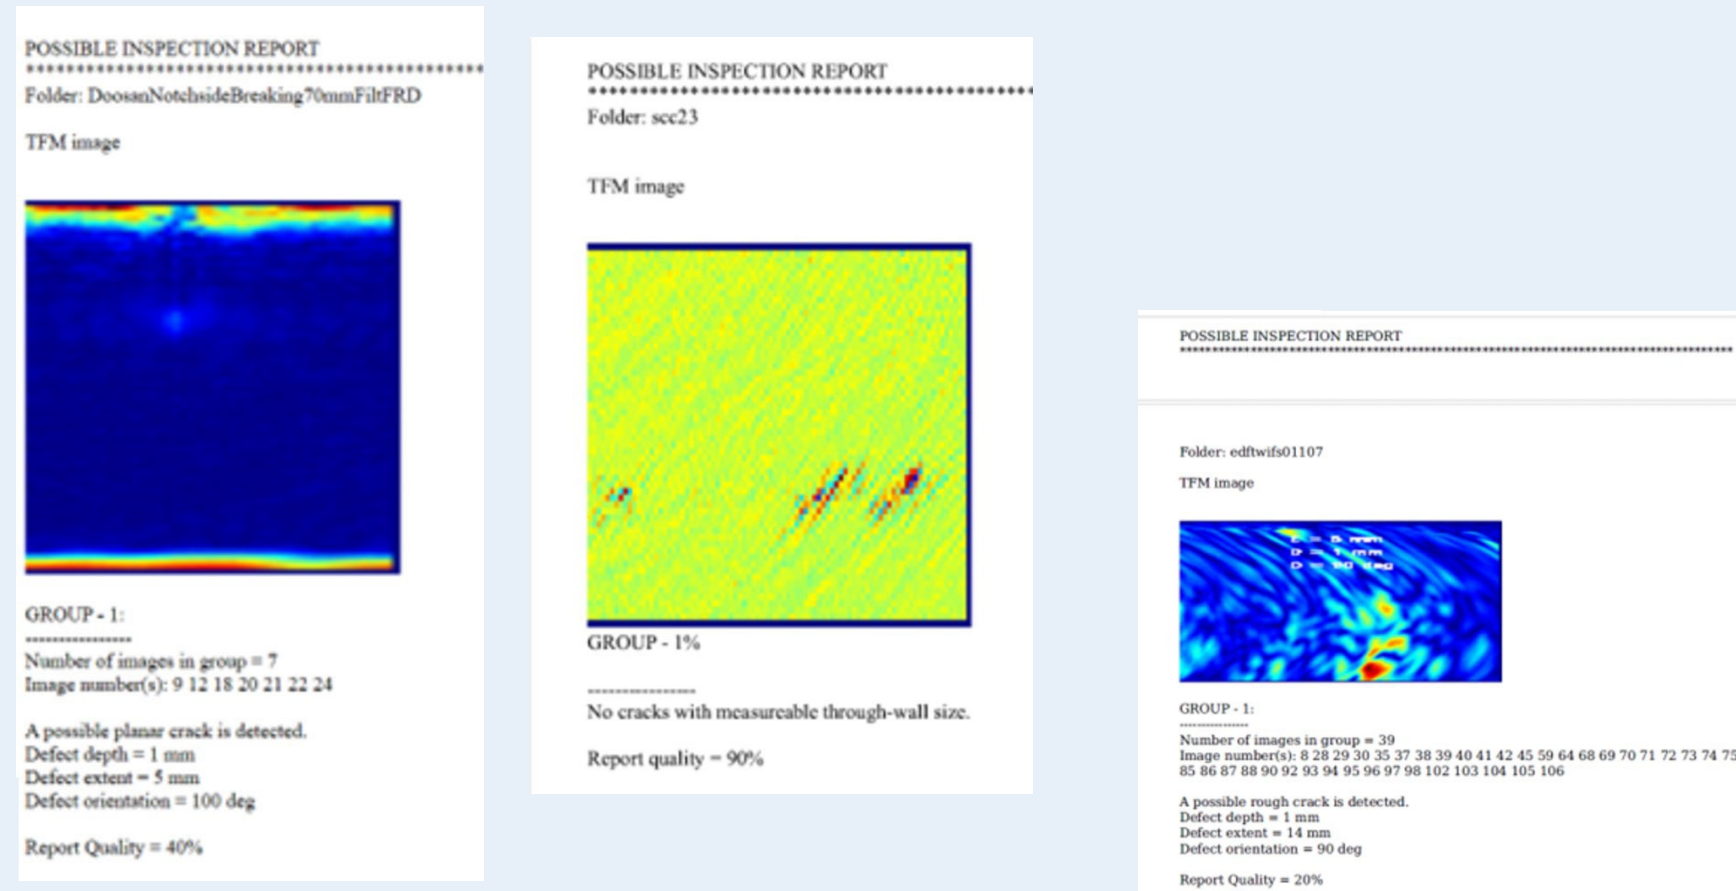 POSSIBLE INSPECTION REPORT
Folder: DoosanNotchsideBreaking70mmFiltFRD
TFM image
GROUP - 1:
----------------
Number of images in group = 7
Image number(s): 9 12 18 20 21 22 24
A possible planar crack is detected.
Defect depth = 1 mm
Defect extent = 5 mm
Defect orientation = 100 deg
Report Quality = 40%
POSSIBLE INSPECTION REPORT
Folder: scc23
TFM image
GROUP - 1%
----------------
No cracks with measureable through-wall size.
Report quality = 90%
POSSIBLE INSPECTION REPORT
Folder: edftwifs01107
TFM image
= 5 mm
D = 1 mm
D = deg
GROUP - 1:
----------------
Number of images in group = 39
Image number(s): 8 28 29 30 35 37 38 39 40 41 42 45 59 64 68 69 70 71 72 73 74 75
85 86 87 88 90 92 93 94 95 96 97 98 102 103 104 105 106
A possible rough crack is detected.
Defect depth = 1 mm
Defect extent = 14 mm
Defect orientation = 90 deg
Report Quality = 20%